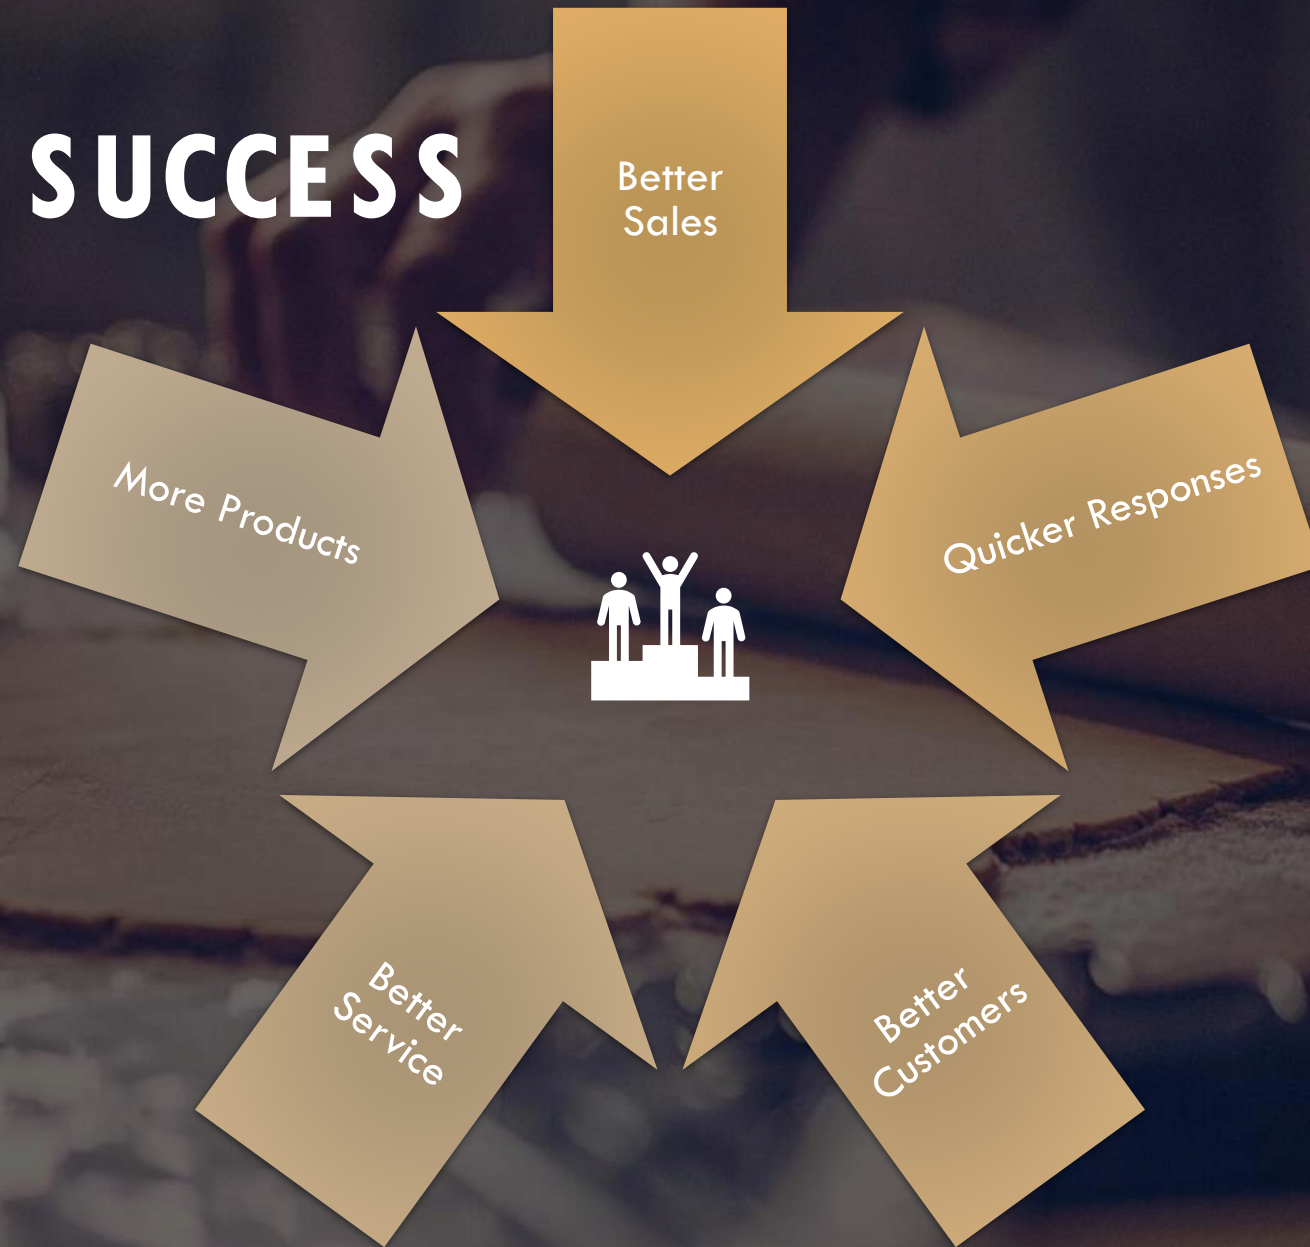 SUCCESS
Better
Sales
Quicker Responses
Better
Customers
Better
Service
More Products